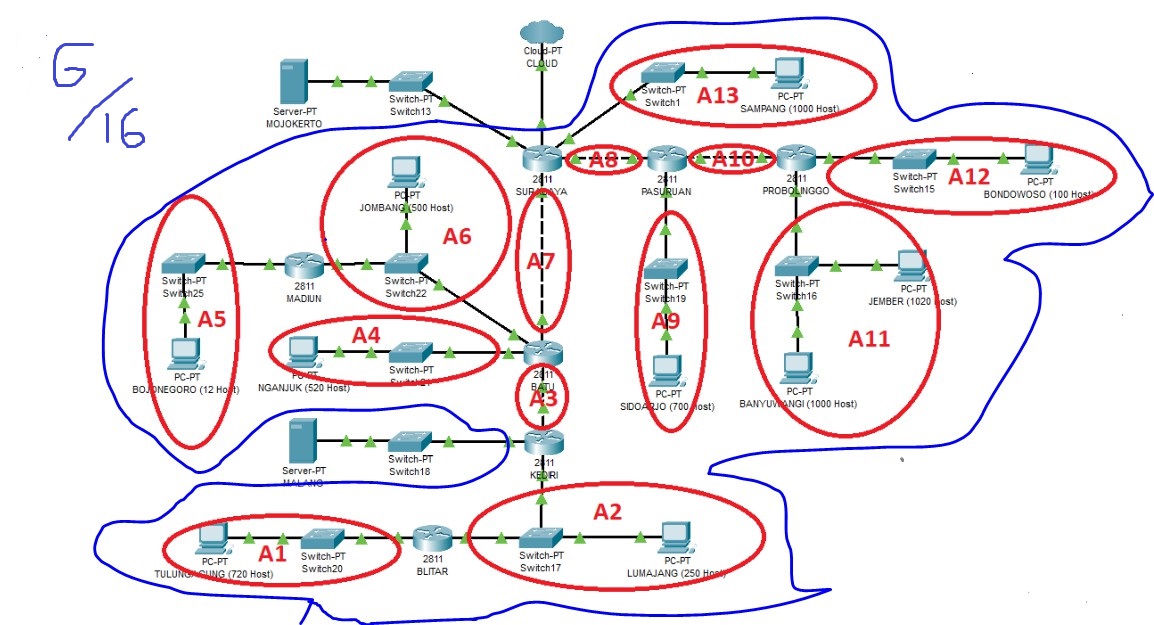 G
/16
Cloud-PT
CLOUD
Server-PT
MOJOKERTO
Switch-PT
Switch13
Switch-PT
Switch1
A13
PC-PT
SAMPANG (1000 Host)
2811
SURABAYA
A8
2811
PASURUAN
A10
2811
PROBOLINGGO
Switch-PT
Switch15
A12
PC-PT
BONDOWOSO (100 Host)
PC-PT
JOMBANG (500 Host)
A6
Switch-PT
Switch22
2811
MADIUN
Switch-PT
Switch25
A5
PC-PT
BOJONEGORO (12 Host)
A7
Switch-PT
Switch19
A9
PC-PT
SIDOARJO (700 Host)
Switch-PT
Switch16
PC-PT
JEMBER (1020 Host)
A11
PC-PT
BANYUWANGI (1000 Host)
A4
PC-PT
NGANJUK (520 Host)
Switch-PT
2811
BATU
A3
Server-PT
MALANG
Switch-PT
Switch18
2811
KEDIRI
A1
PC-PT
TULUNGAGUNG (720 Host)
Switch-PT
Switch20
2811
BLITAR
A2
Switch-PT
Switch17
PC-PT
LUMAJANG (250 Host)